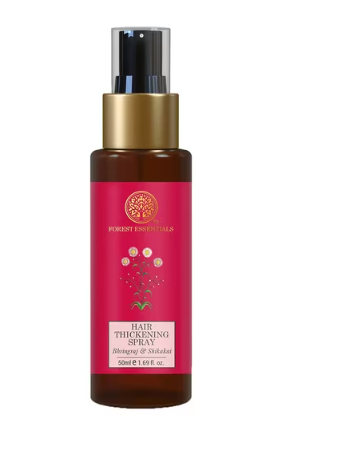 FOREST ESSENTIALS
HAIR
THICKENING
SPRAY
Bhringraj & Shikakai
50ml e 1.69 fl. oz.